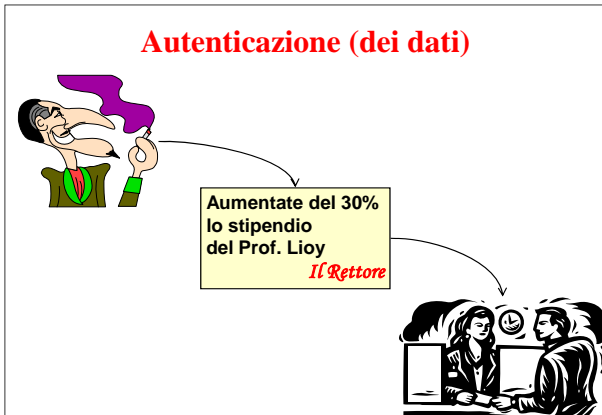 Autenticazione (dei dati)
Aumentate del 30%
lo stipendio
del Prof. Lioy
Il Rettore